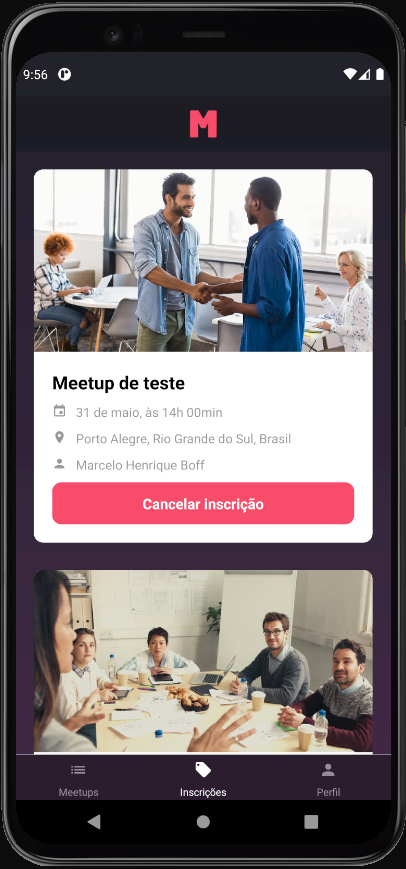 9:56
M
Meetup de teste
31 de maio, às 14h 00min
Porto Alegre, Rio Grande do Sul, Brasil
Marcelo Henrique Boff
Cancelar inscrição
Meetups
Inscrições
Perfil